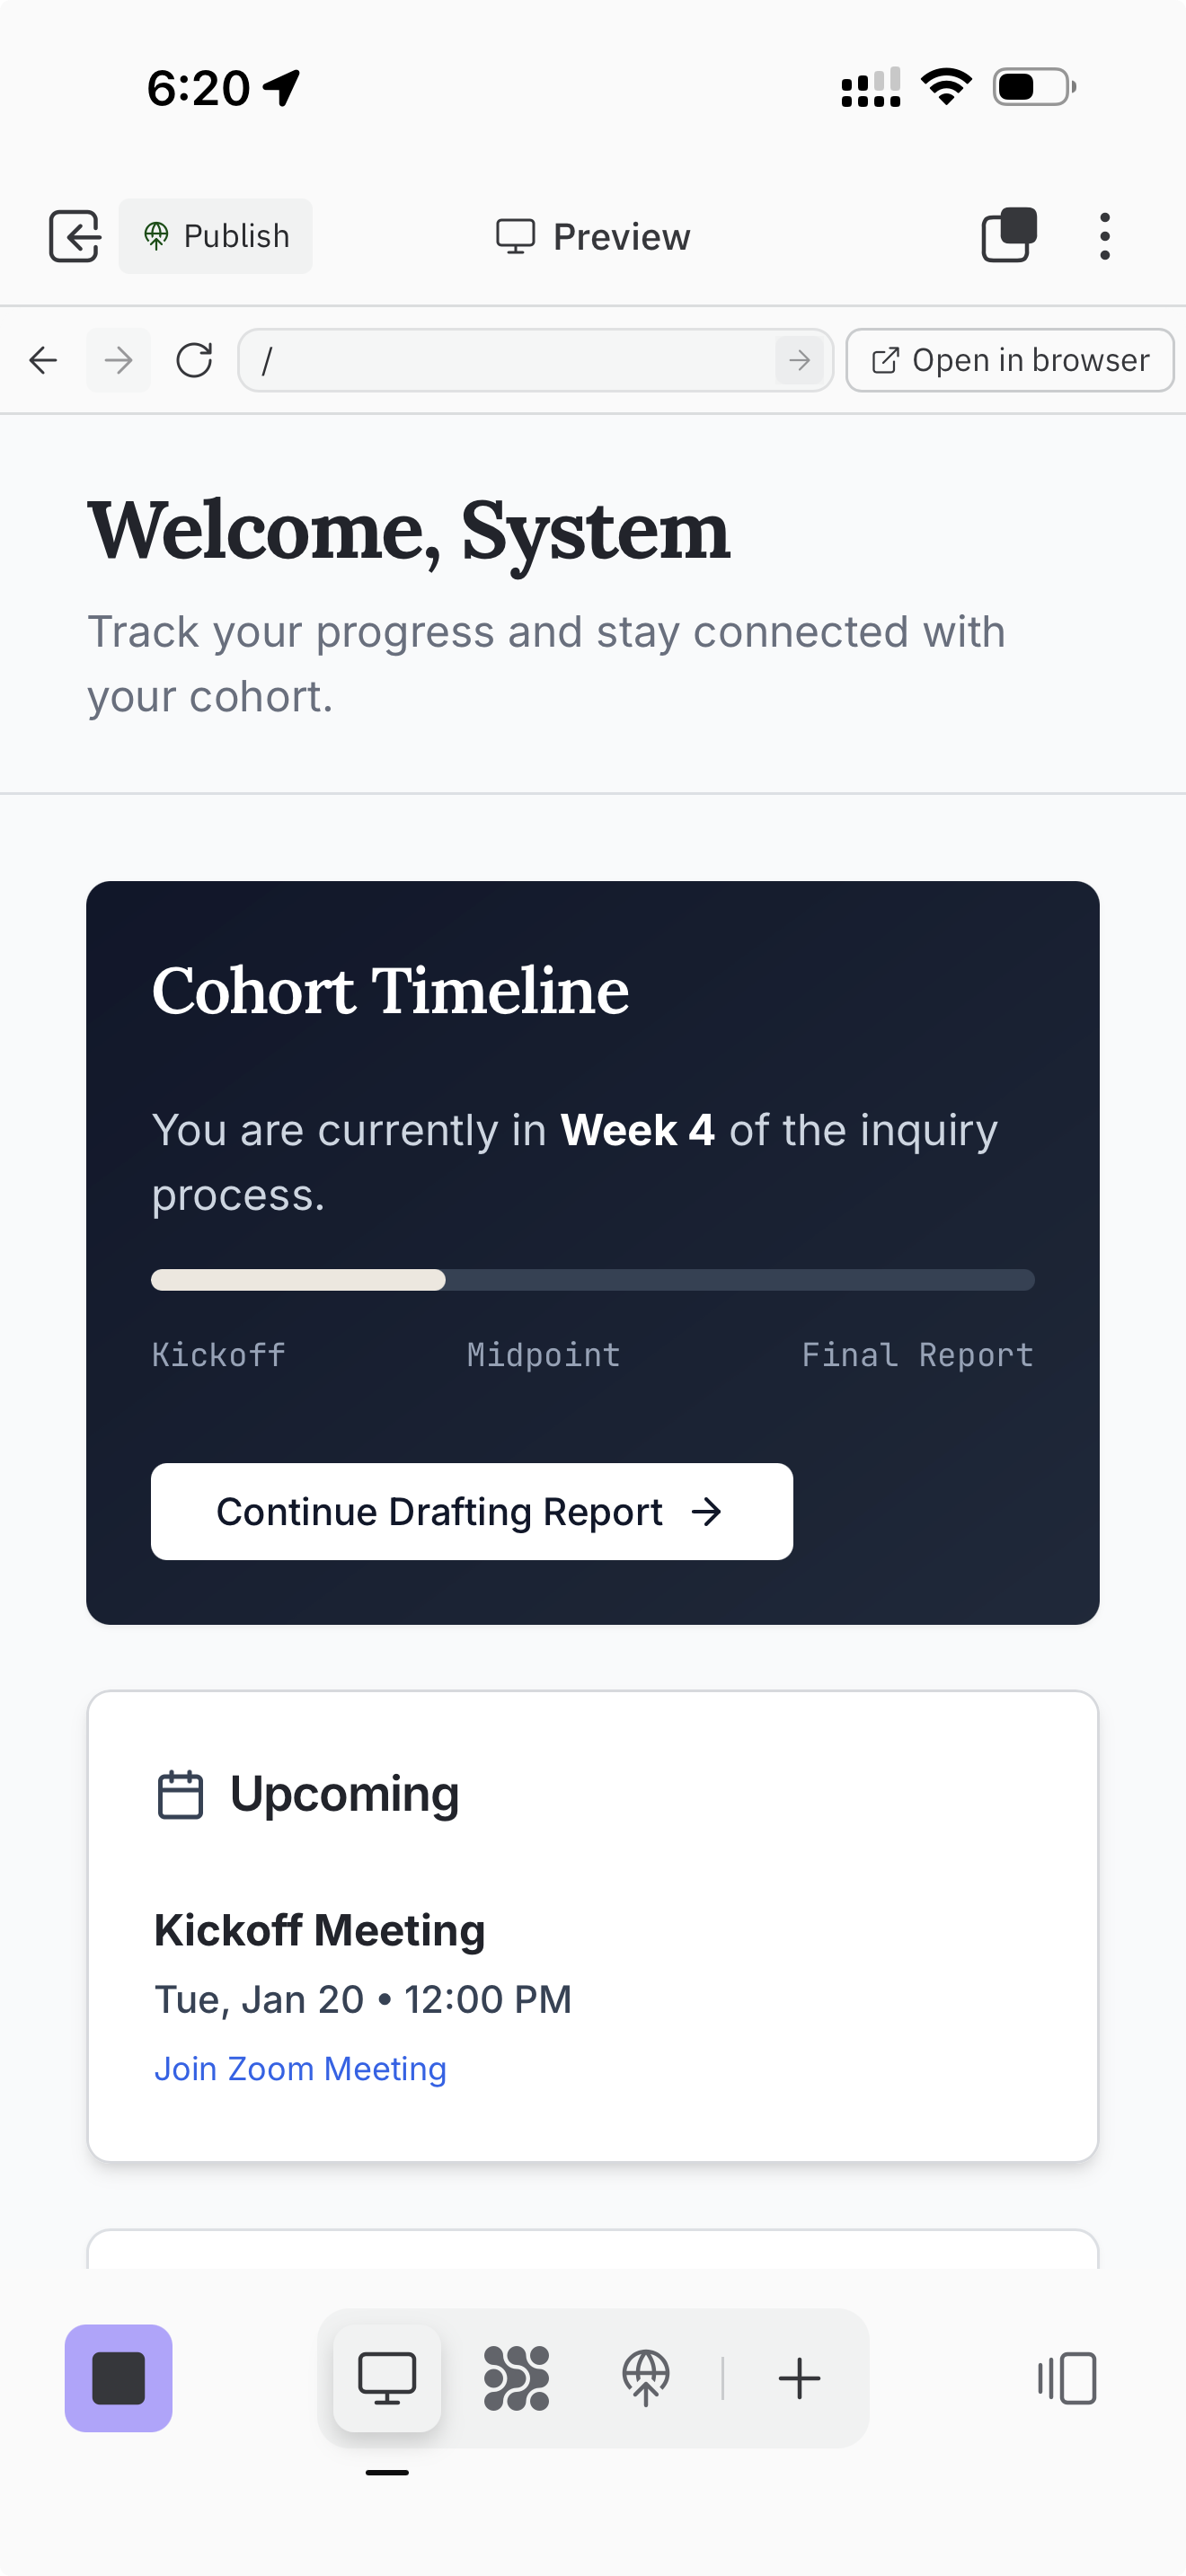 6:20
Publish
Preview
/
Open in browser
Welcome, System
Track your progress and stay connected with
your cohort.
Cohort Timeline
You are currently in Week 4 of the inquiry
process.
Kickoff Midpoint Final Report
Continue Drafting Report →
Upcoming
Kickoff Meeting
Tue, Jan 20 • 12:00 PM
Join Zoom Meeting